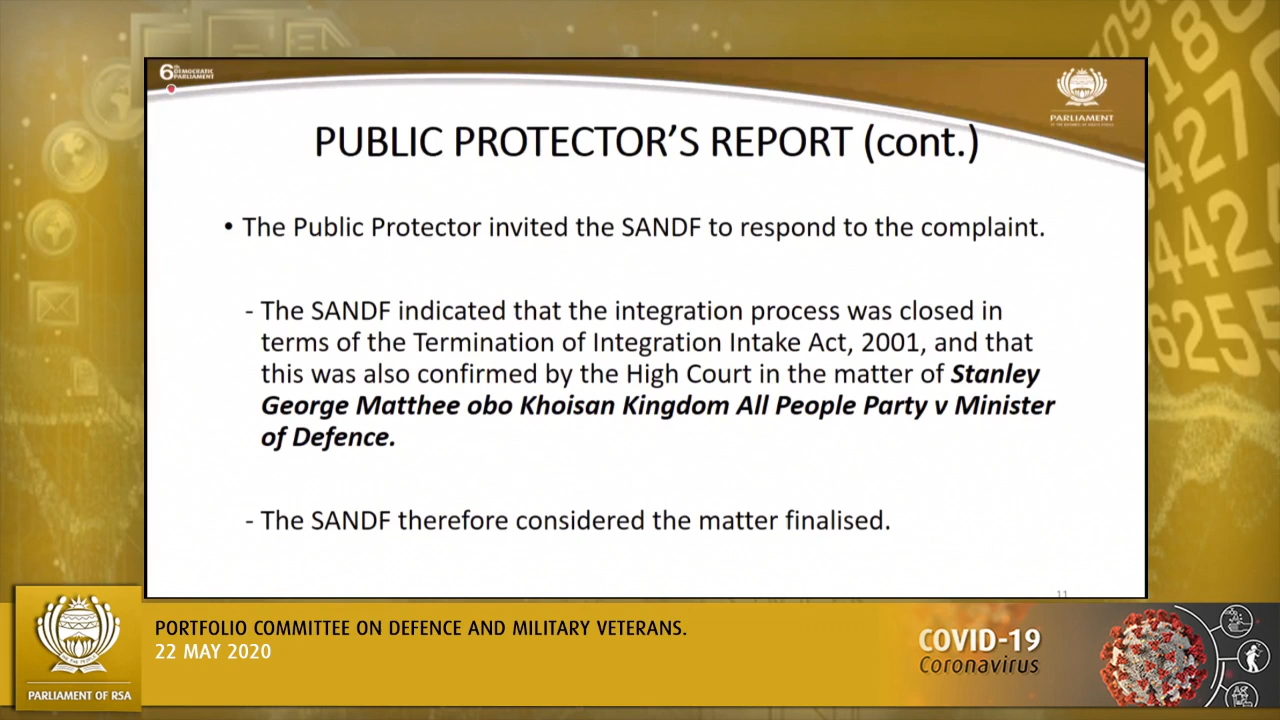 6th
DEMOCRATIC
PARLIAMENT
PARLIAMENT
PUBLIC PROTECTOR'S REPORT (cont.)
• The Public Protector invited the SANDF to respond to the complaint.
- The SANDF indicated that the integration process was closed in
terms of the Termination of Integration Intake Act, 2001, and that
this was also confirmed by the High Court in the matter of Stanley
George Matthee obo Khoisan Kingdom All People Party v Minister
of Defence.
- The SANDF therefore considered the matter finalised.
11
PORTFOLIO COMMITTEE ON DEFENCE AND MILITARY VETERANS.
22 MAY 2020
PARLIAMENT OF RSA
COVID-19
Coronavirus